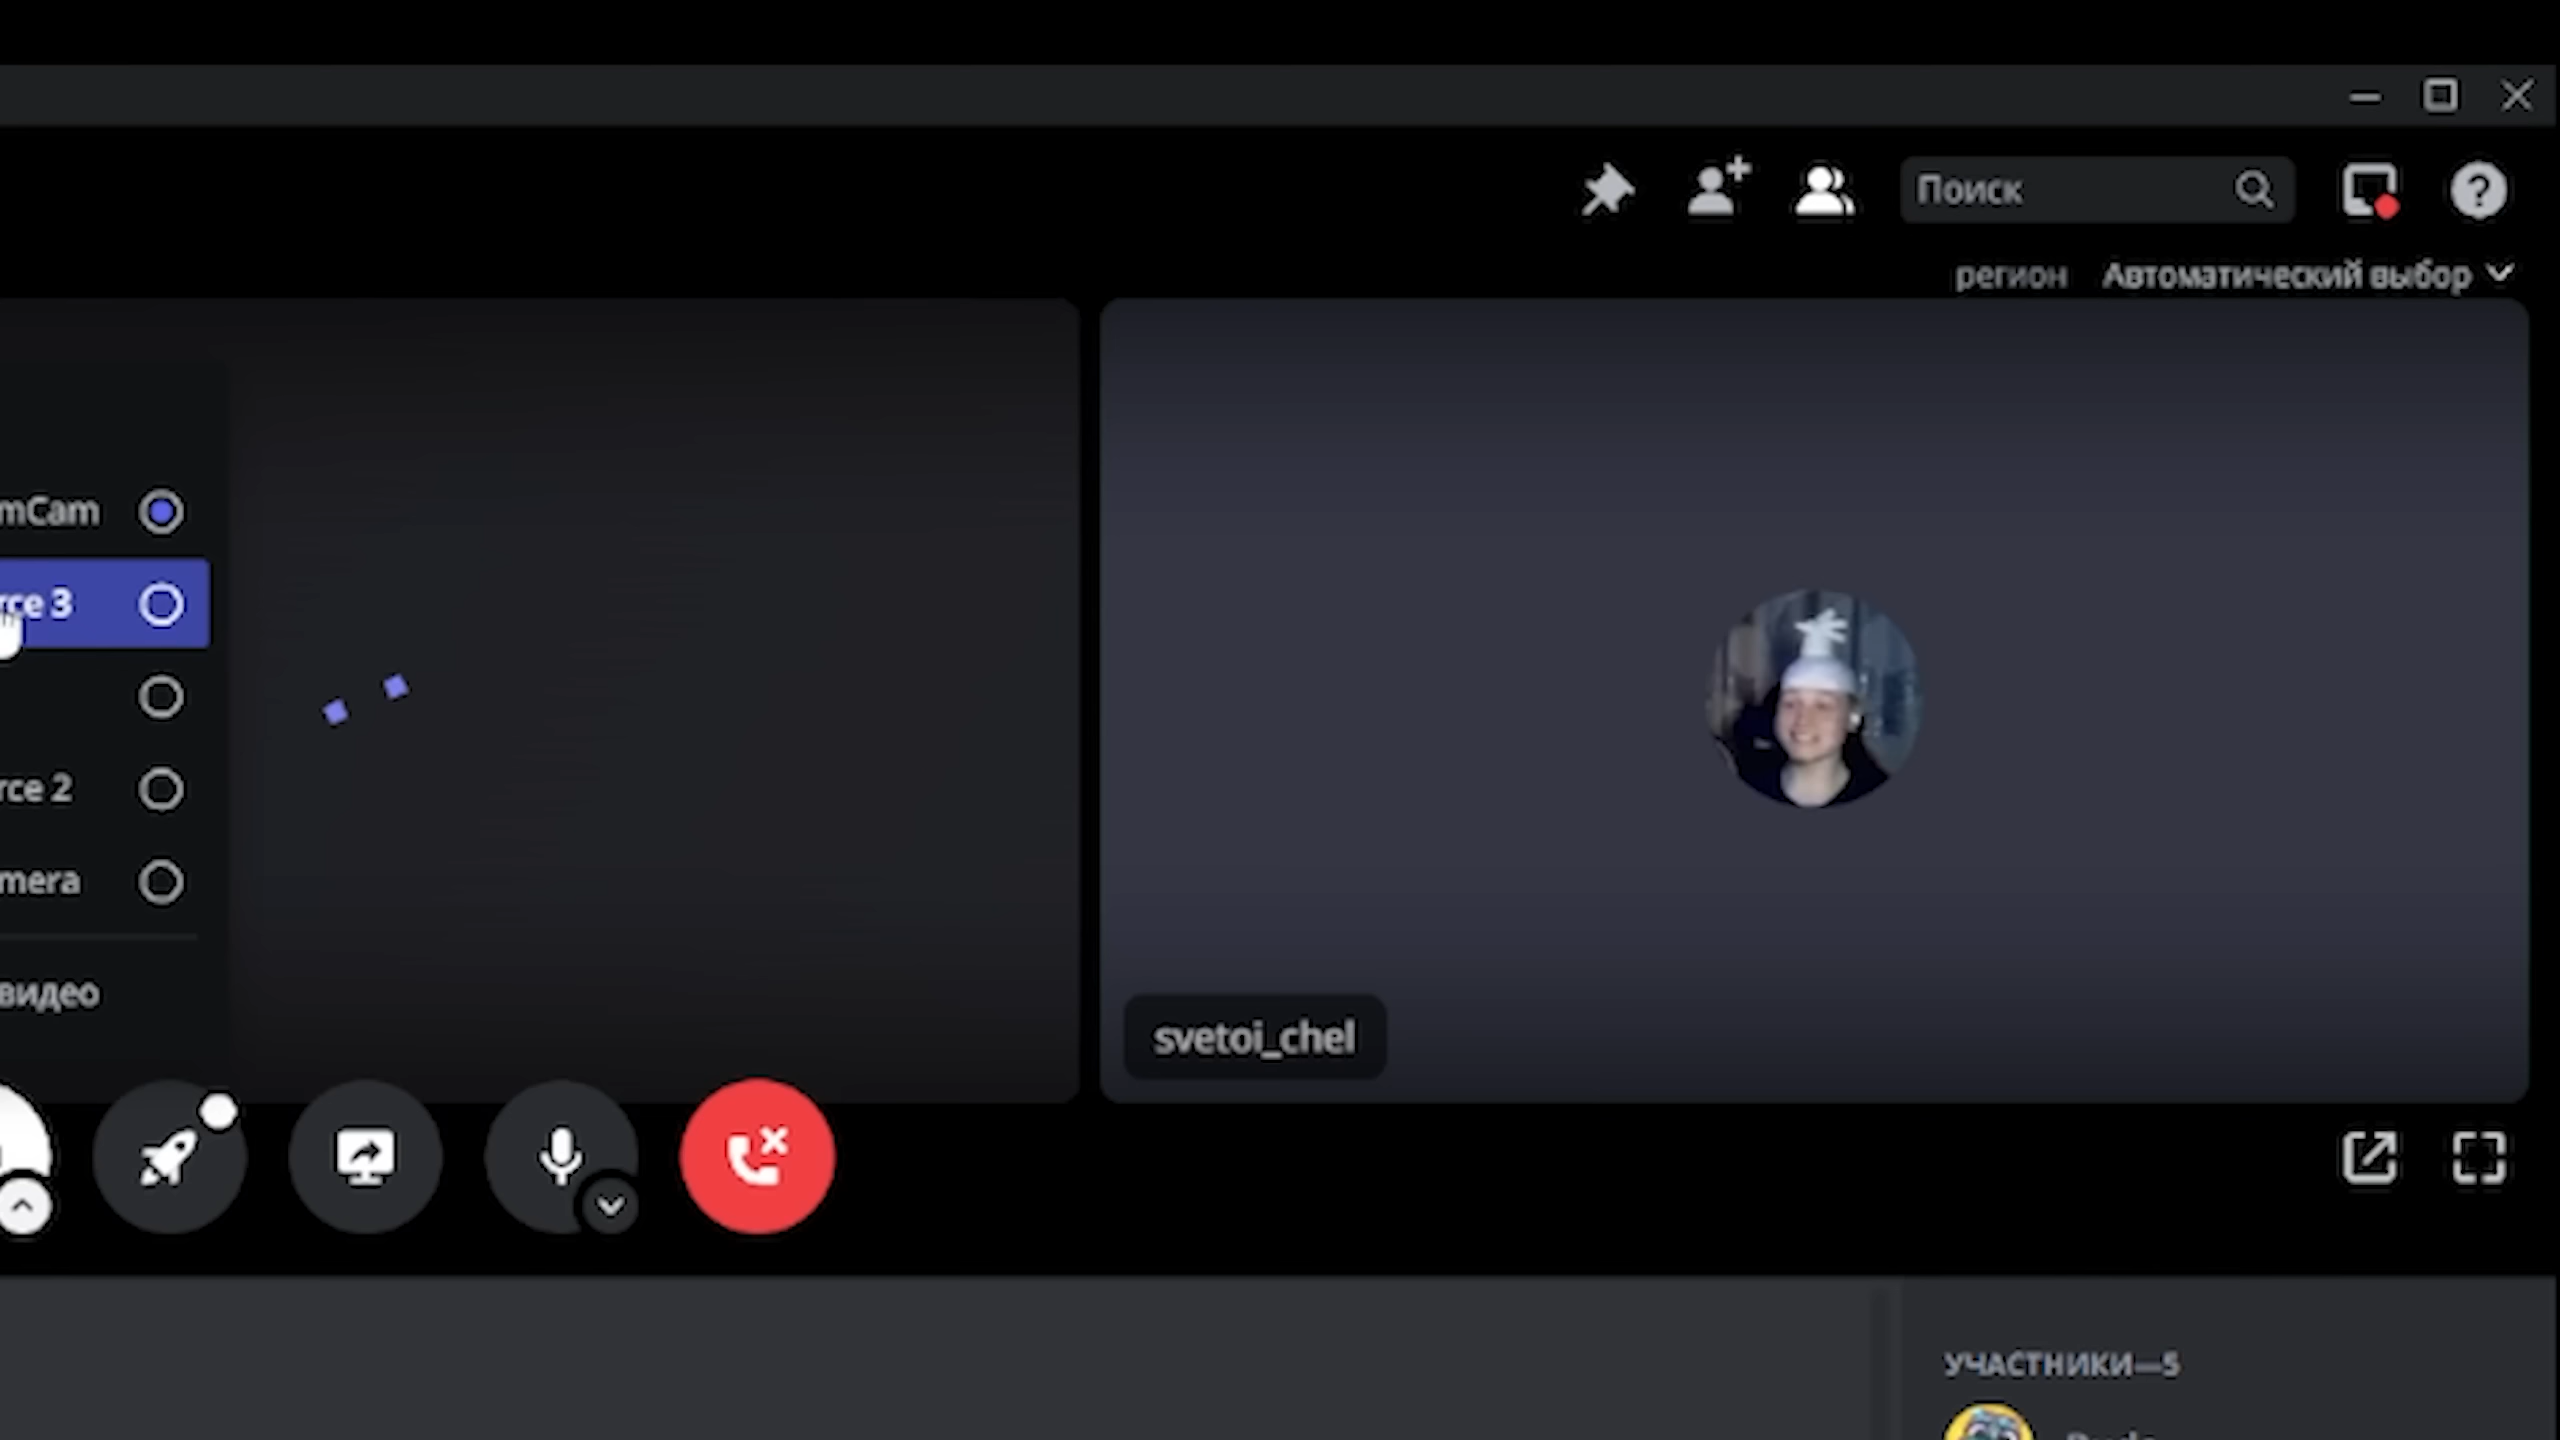 Поиск
регион Автоматический выбор
mCam
rce 3
rce 2
mera
видео
svetoi_chel
УЧАСТНИКИ—5